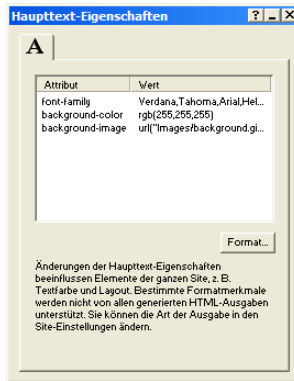 Haupttext-Eigenschaften
A
Attribut Wert
font-family Verdana,Tahoma,Arial,Hel...
background-color rgb(255,255,255)
background-image url("Images/background.gi...
Format...
Änderungen der Haupttext-Eigenschaften
beeinflussen Elemente der ganzen Site, z. B.
Textfarbe und Layout. Bestimmte Formatmerkmale
werden nicht von allen generierten HTML-Ausgaben
unterstützt. Sie können die Art der Ausgabe in den
Site-Einstellungen ändern.